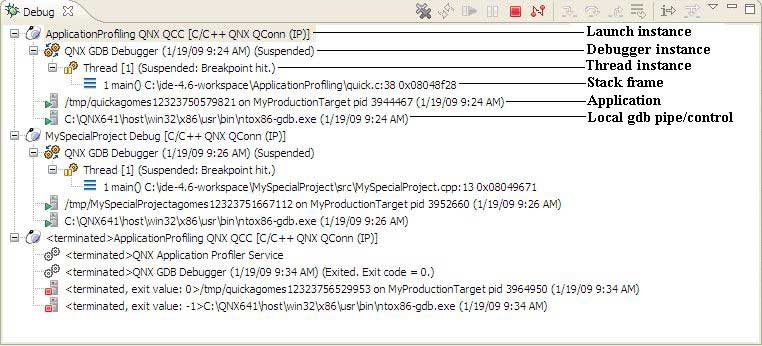 Debug
ApplicationProfiling QNX QCC [C/C++ QNX QConn (IP)] Launch instance
QNX GDB Debugger (1/19/09 9:24 AM) (Suspended) Debugger instance
Thread [1] (Suspended: Breakpoint hit.) Thread instance
1 main() C:\ide-4.6-workspace\ApplicationProfiling\quick.c:38 0x08048f28 Stack frame
/tmp/quickagomes12323750579821 on MyProductionTarget pid 3944467 (1/19/09 9:24 AM) Application
C:\QNX641\host\win32\x86\usr\bin\ntox86-gdb.exe (1/19/09 9:24 AM) Local gdb pipe/control
MySpecialProject Debug [C/C++ QNX QConn (IP)]
QNX GDB Debugger (1/19/09 9:26 AM) (Suspended)
Thread [1] (Suspended: Breakpoint hit.)
1 main() C:\ide-4.6-workspace\MySpecialProject\src\MySpecialProject.cpp:13 0x08049671
/tmp/MySpecialProjectagomes12323751667112 on MyProductionTarget pid 3952660 (1/19/09 9:26 AM)
C:\QNX641\host\win32\x86\usr\bin\ntox86-gdb.exe (1/19/09 9:26 AM)
<terminated>ApplicationProfiling QNX QCC [C/C++ QNX QConn (IP)]
<terminated>QNX Application Profiler Service
<terminated>QNX GDB Debugger (1/19/09 9:34 AM) (Exited. Exit code = 0.)
<terminated, exit value: 0>/tmp/quickagomes12323756529953 on MyProductionTarget pid 3964950 (1/19/09 9:34 AM)
<terminated, exit value: -1>C:\QNX641\host\win32\x86\usr\bin\ntox86-gdb.exe (1/19/09 9:34 AM)